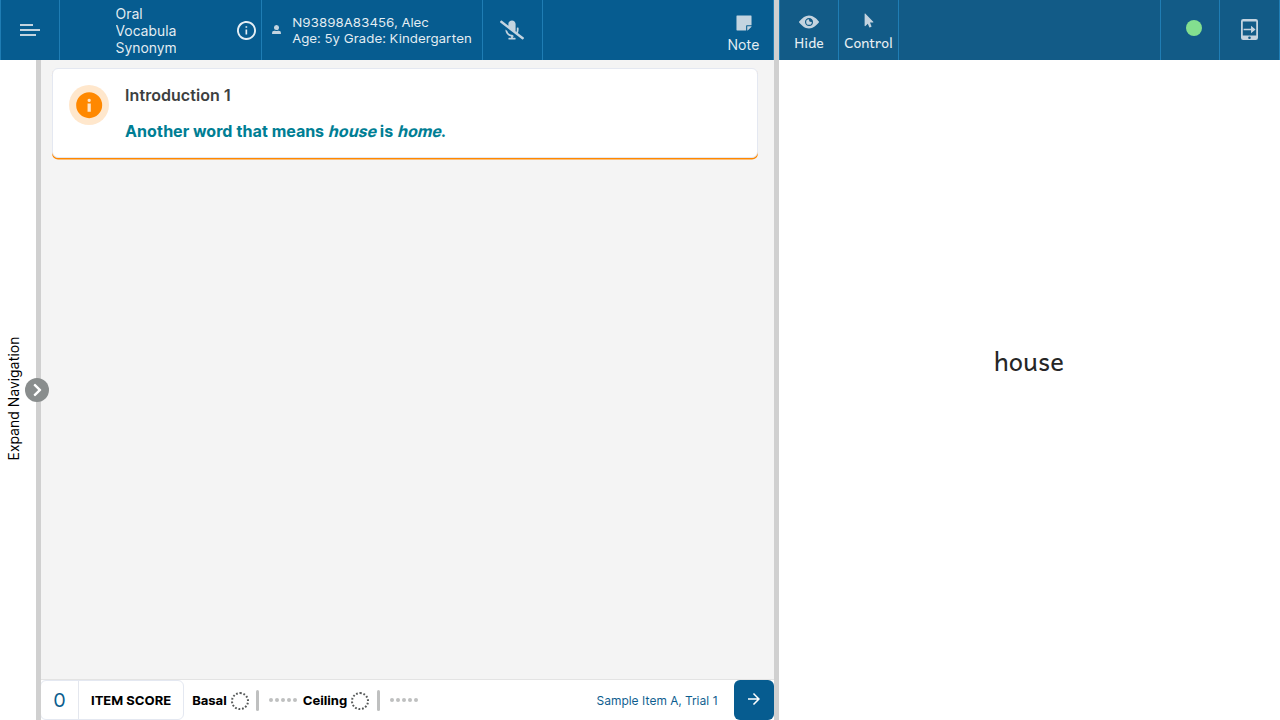 Oral
Vocabula
Synonym
N93898A83456, Alec
Age: 5y Grade: Kindergarten
Note
Hide
Control
Introduction 1
Another word that means house is home.
Expand Navigation
house
0
ITEM SCORE
Basal
Ceiling
Sample Item A, Trial 1